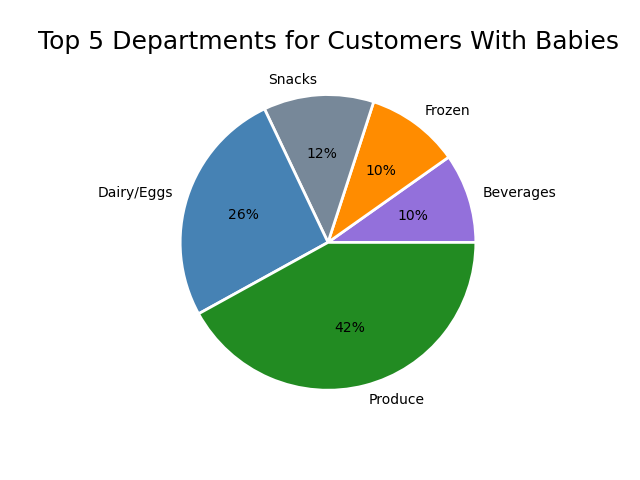 Top 5 Departments for Customers With Babies
Snacks
Frozen
12%
10%
Dairy/Eggs
Beverages
26%
10%
42%
Produce